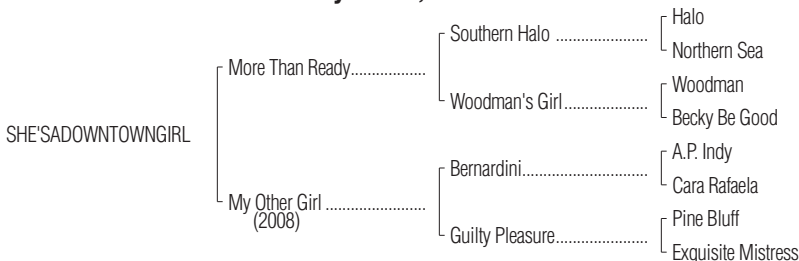 Halo
Southern Halo ....................
Northern Sea
More Than Ready..................
Woodman
Woodman's Girl..................
Becky Be Good
SHE'SADOWNTOWNGIRL
A.P. Indy
Bernardini...........................
Cara Rafaela
My Other Girl ......................
(2008)
Pine Bluff
Guilty Pleasure....................
Exquisite Mistress